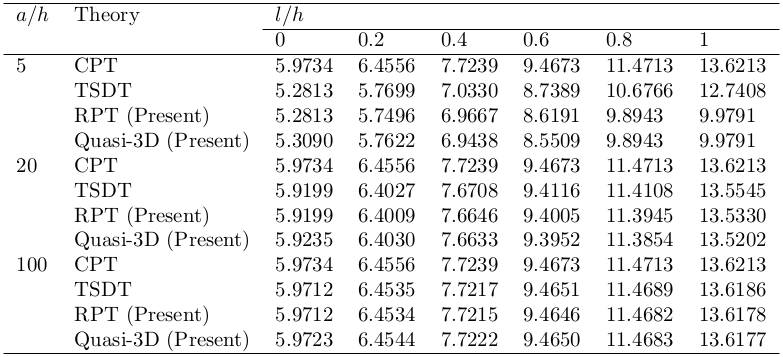 a/h Theory l/h
0 0.2 0.4 0.6 0.8 1
5 CPT 5.9734 6.4556 7.7239 9.4673 11.4713 13.6213
TSDT 5.2813 5.7699 7.0330 8.7389 10.6766 12.7408
RPT (Present) 5.2813 5.7496 6.9667 8.6191 9.8943 9.9791
Quasi-3D (Present) 5.3090 5.7622 6.9438 8.5509 9.8943 9.9791
20 CPT 5.9734 6.4556 7.7239 9.4673 11.4713 13.6213
TSDT 5.9199 6.4027 7.6708 9.4116 11.4108 13.5545
RPT (Present) 5.9199 6.4009 7.6646 9.4005 11.3945 13.5330
Quasi-3D (Present) 5.9235 6.4030 7.6633 9.3952 11.3854 13.5202
100 CPT 5.9734 6.4556 7.7239 9.4673 11.4713 13.6213
TSDT 5.9712 6.4535 7.7217 9.4651 11.4689 13.6186
RPT (Present) 5.9712 6.4534 7.7215 9.4646 11.4682 13.6178
Quasi-3D (Present) 5.9723 6.4544 7.7222 9.4650 11.4683 13.6177